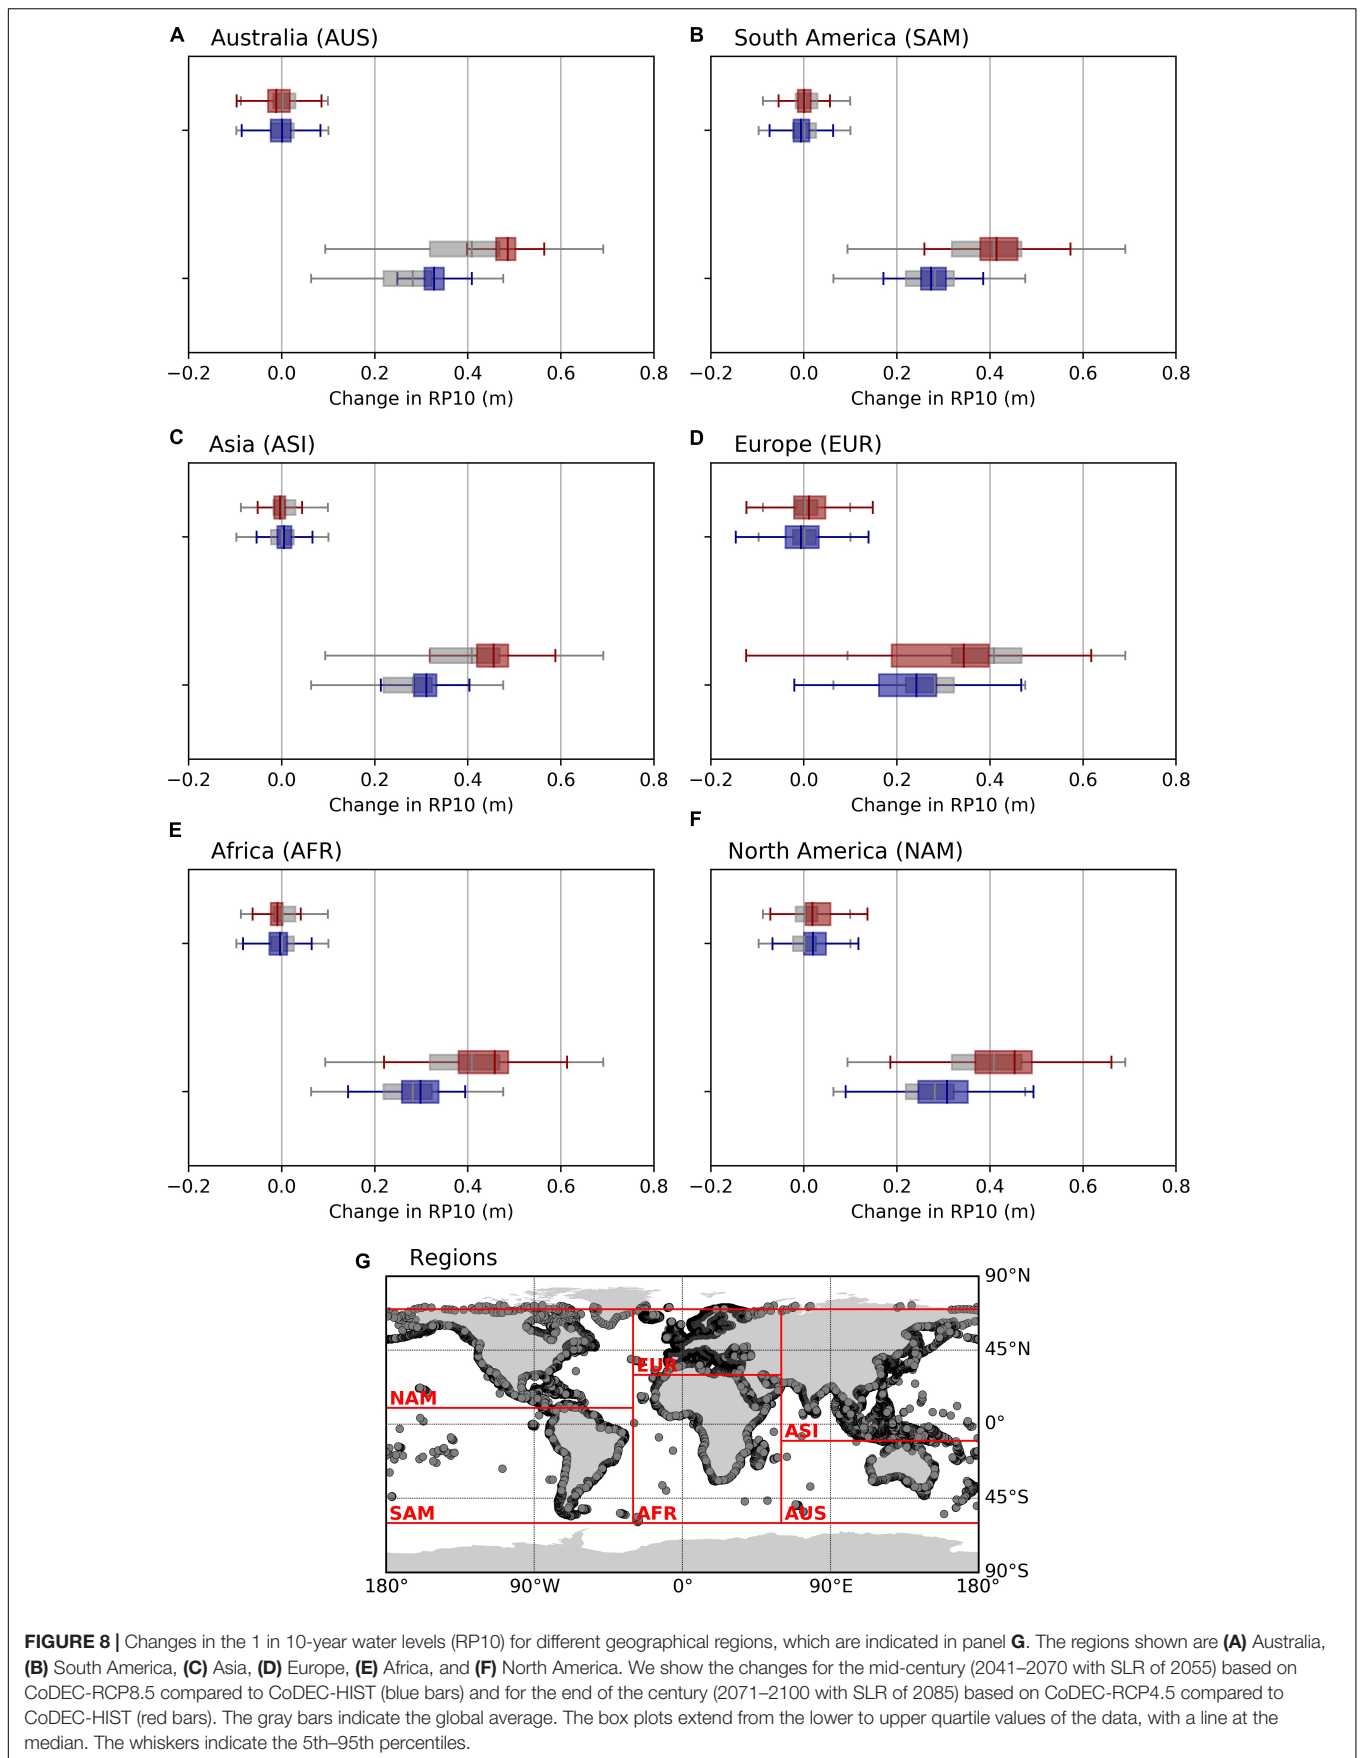 A Australia (AUS)
B South America (SAM)
−0.2 0.0 0.2 0.4 0.6 0.8
Change in RP10 (m)
−0.2 0.0 0.2 0.4 0.6 0.8
Change in RP10 (m)
C Asia (ASI)
D Europe (EUR)
−0.2 0.0 0.2 0.4 0.6 0.8
Change in RP10 (m)
−0.2 0.0 0.2 0.4 0.6 0.8
Change in RP10 (m)
E Africa (AFR)
F North America (NAM)
−0.2 0.0 0.2 0.4 0.6 0.8
Change in RP10 (m)
−0.2 0.0 0.2 0.4 0.6 0.8
Change in RP10 (m)
G Regions
90°N
45°N
EUR
NAM
0°
ASI
45°S
SAM AFR AUS
90°S
180° 90°W 0° 90°E 180°
FIGURE 8 | Changes in the 1 in 10-year water levels (RP10) for different geographical regions, which are indicated in panel G. The regions shown are (A) Australia,
(B) South America, (C) Asia, (D) Europe, (E) Africa, and (F) North America. We show the changes for the mid-century (2041–2070 with SLR of 2055) based on
CoDEC-RCP8.5 compared to CoDEC-HIST (blue bars) and for the end of the century (2071–2100 with SLR of 2085) based on CoDEC-RCP4.5 compared to
CoDEC-HIST (red bars). The gray bars indicate the global average. The box plots extend from the lower to upper quartile values of the data, with a line at the
median. The whiskers indicate the 5th–95th percentiles.